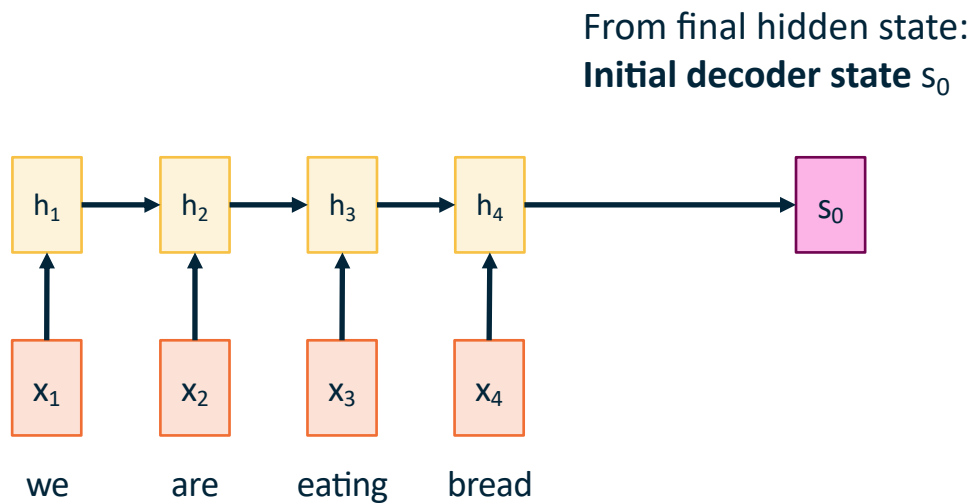 From final hidden state:
Initial decoder state s₀
h₁ h₂ h₃ h₄ s₀
x₁ x₂ x₃ x₄
we are eating bread